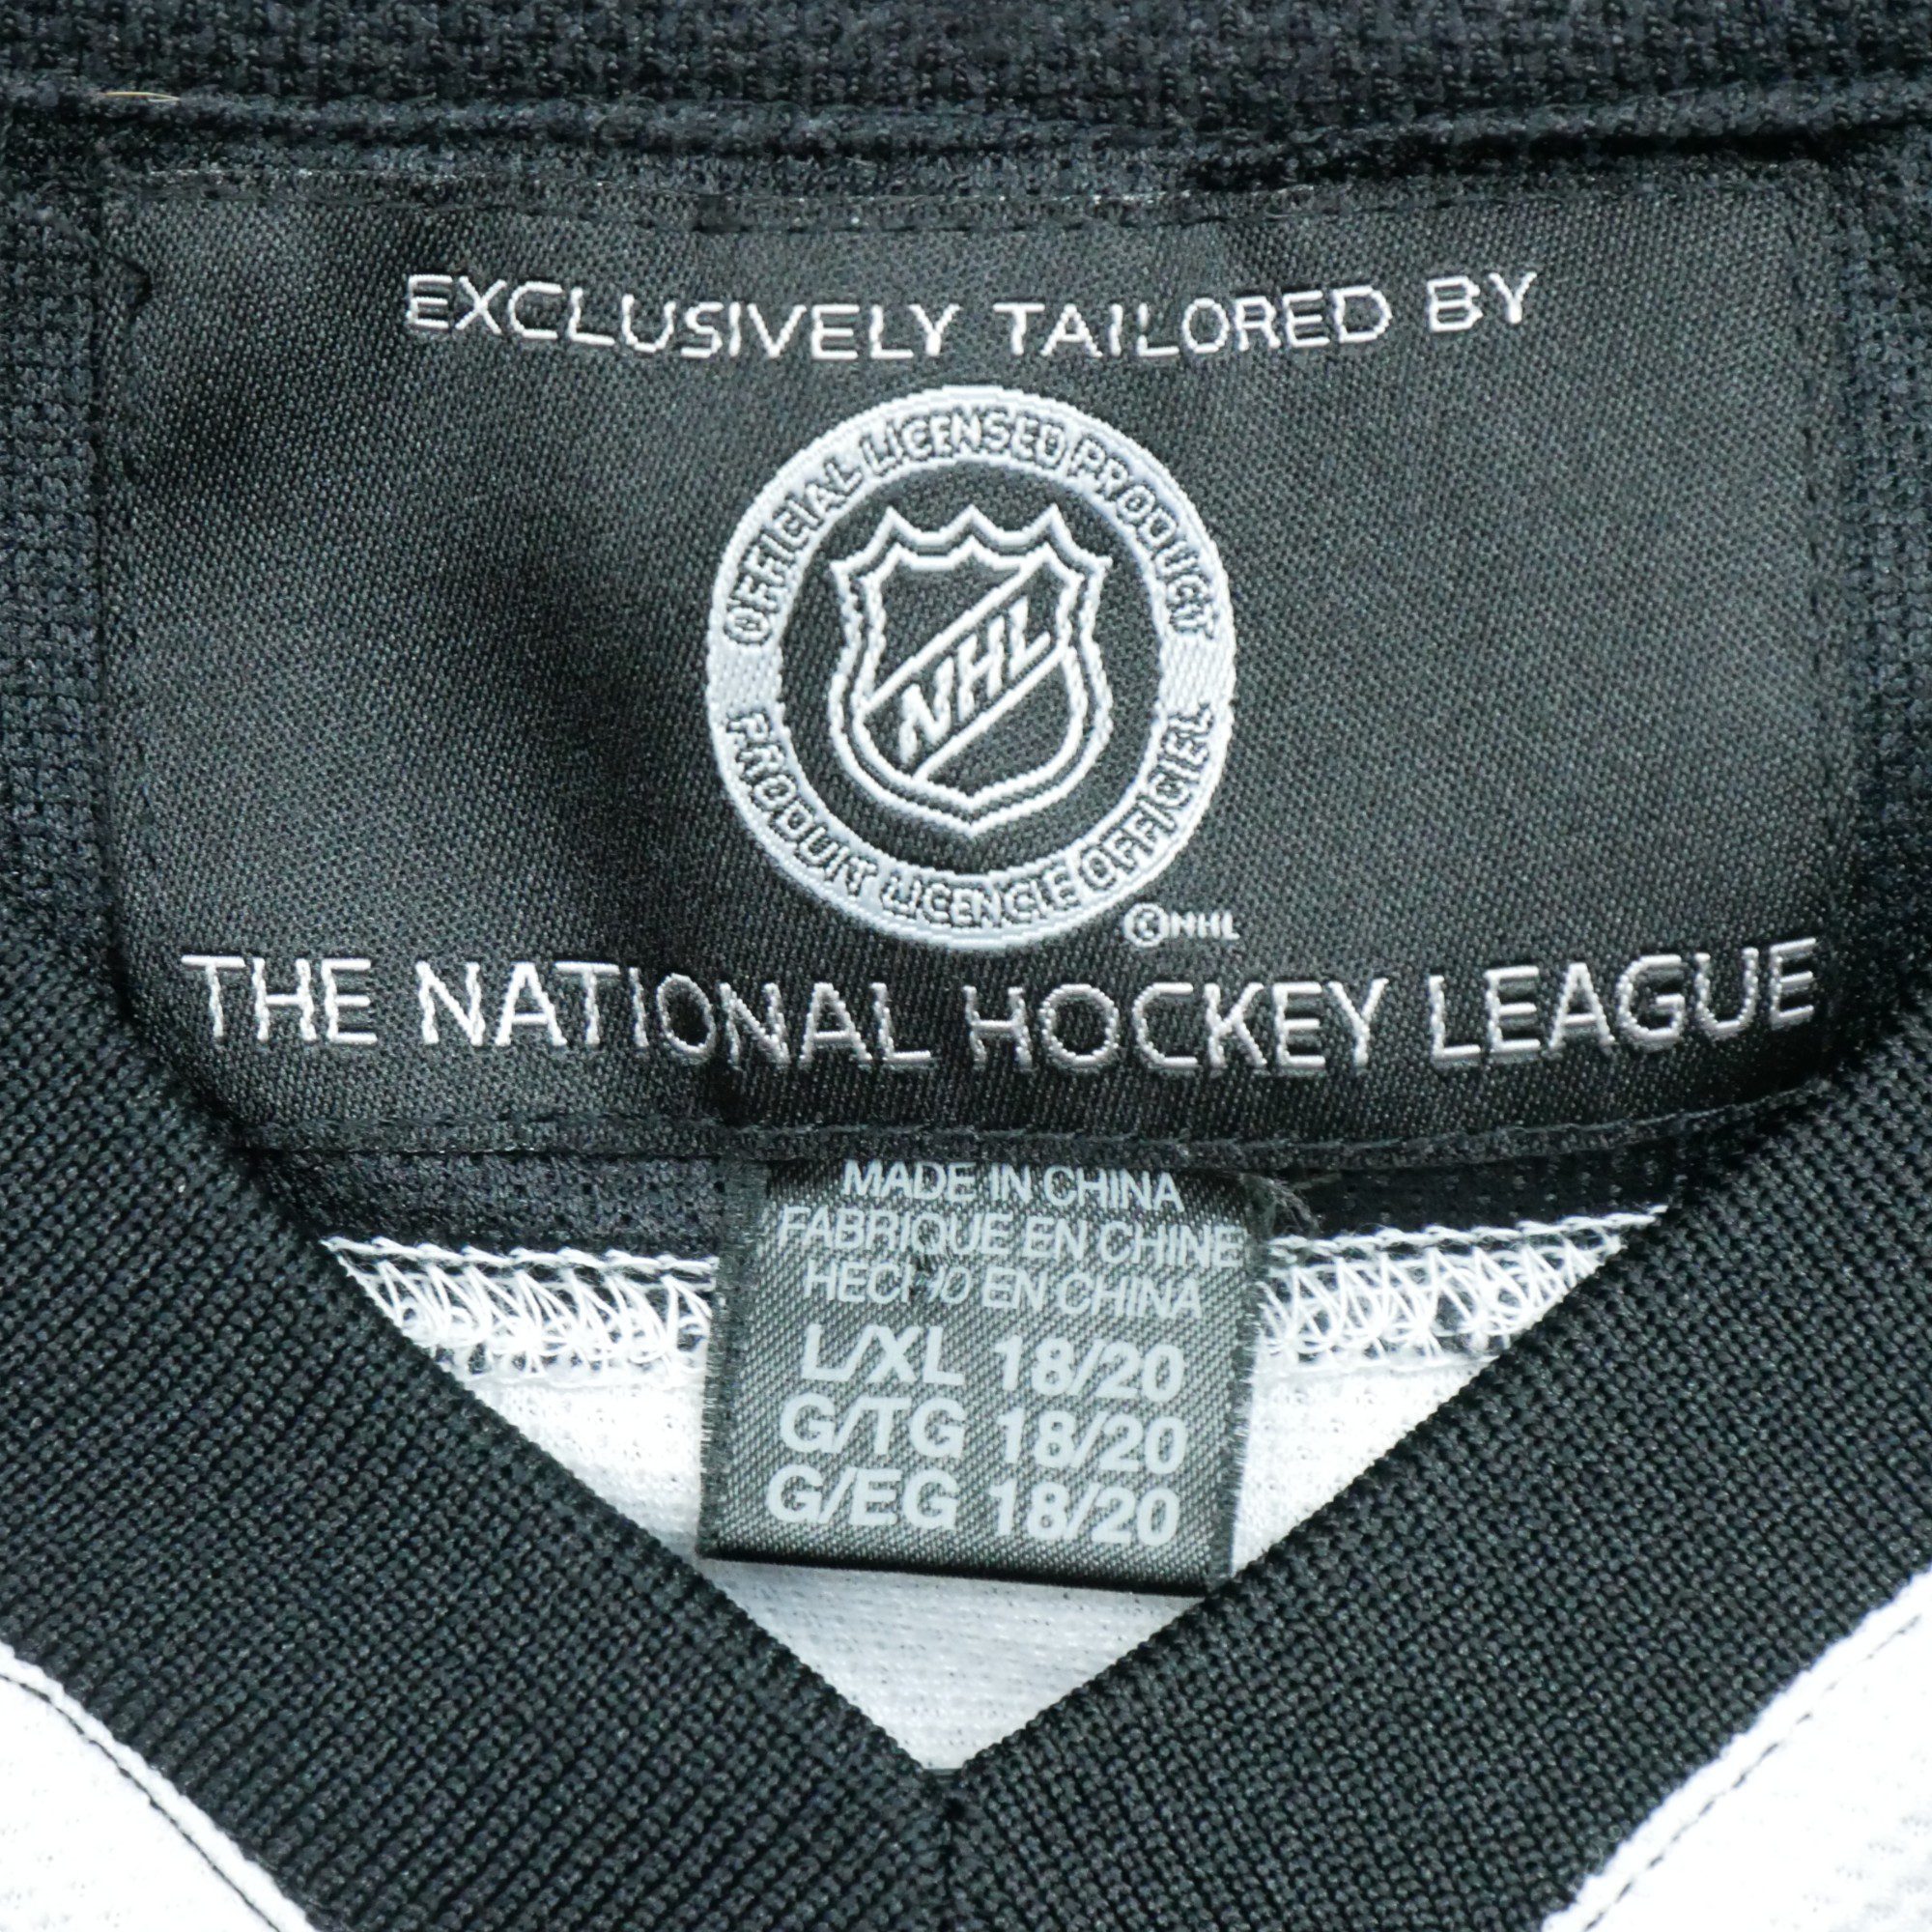 EXCLUSIVELY TAILORED BY
OFFICIAL LICENSED PRODUCT
NHL
PRODUIT LICENCIE OFFICIEL
©NHL
THE NATIONAL HOCKEY LEAGUE
MADE IN CHINA
FABRIQUE EN CHINE
HECHO EN CHINA
L/XL 18/20
G/TG 18/20
G/EG 18/20